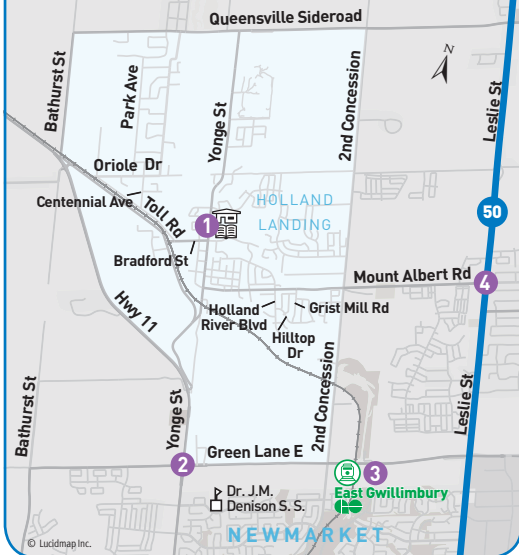 Queensville Sideroad
Bathurst St
Park Ave
Yonge St
2nd Concession
N
Leslie St
Oriole Dr
Centennial Ave
Toll Rd
HOLLAND
LANDING
1
50
Bradford St
Mount Albert Rd
4
Hwy 11
Holland
River Blvd
Grist Mill Rd
Hilltop
Dr
Bathurst St
Yonge St
2nd Concession
Leslie St
Green Lane E
2
3
East Gwillimbury
Dr. J.M.
Denison S. S.
NEWMARKET
© Lucidmap Inc.